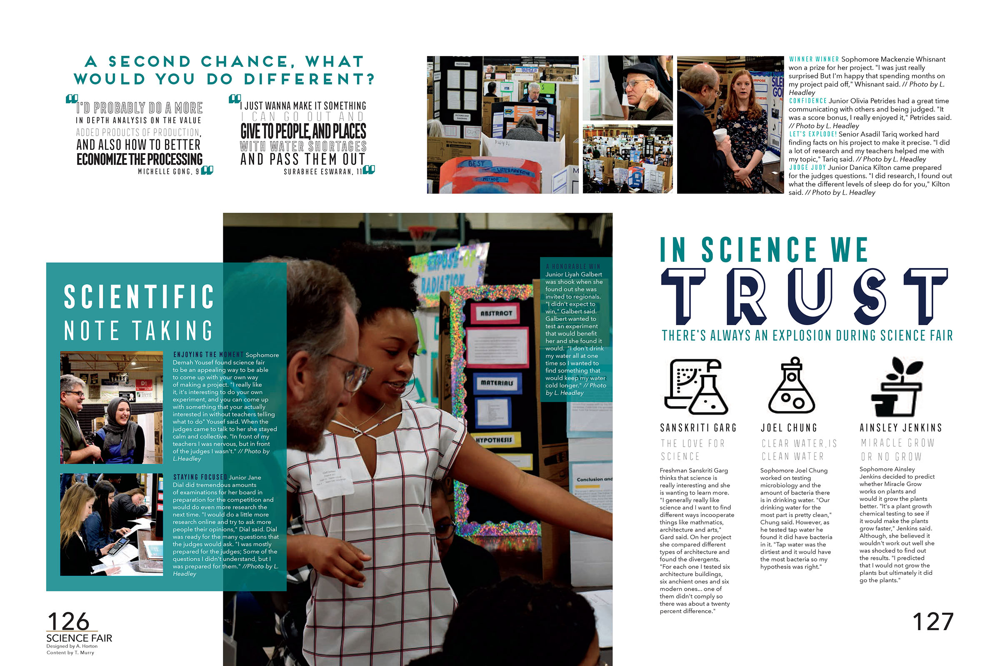 A SECOND CHANCE, WHAT
WOULD YOU DO DIFFERENT?
I'D PROBABLY DO A MORE
IN DEPTH ANALYSIS ON THE VALUE
ADDED PRODUCTS OF PRODUCTION,
AND ALSO HOW TO BETTER
ECONOMIZE THE PROCESSING
MICHELLE GONG, 9
I JUST WANNA MAKE IT SOMETHING
I CAN GO OUT AND
GIVE TO PEOPLE, AND PLACES
WITH WATER SHORTAGES
AND PASS THEM OUT
SURABHEE ESWARAN, 11
PROCEDURES
PICTURES AND
DIAGRAMS
BEST
WATER PURIFICATION
METHOD
WINNER WINNER Sophomore Mackenzie Whisnant
won a prize for her project. "I was just really
surprised But I'm happy that spending months on
my project paid off," Whisnant said. // Photo by L.
Headley
CONFIDENCE Junior Olivia Petrides had a great time
communicating with others and being judged. "It
was a score bonus, I really enjoyed it," Petrides said.
// Photo by L. Headley
LET'S EXPLODE! Senior Asadil Tariq worked hard
finding facts on his project to make it precise. "I did
a lot of research and my teachers helped me with
my topic," Tariq said. // Photo by L. Headley
JUDGE JUDY Junior Danica Kilton came prepared
for the judges questions. "I did research, I found out
what the different levels of sleep do for you," Kilton
said. // Photo by L. Headley
SCIENTIFIC
NOTE TAKING
ENJOYING THE MOMENT Sophomore
Demah Yousef found science fair
to be an appealing way to be able
to come up with your own way
of making a project. "I really like
it, it's interesting to do your own
experiment, and you can come up
with something that your actually
interested in without teachers telling
what to do" Yousef said. When the
judges came to talk to her she stayed
calm and collective. "In front of my
teachers I was nervous, but in front
of the judges I wasn't." // Photo by
L.Headley
STAYING FOCUSED Junior Jane
Dial did tremendous amounts
of examinations for her board in
preparation for the competition and
would do even more research the
next time. "I would do a little more
research online and try to ask more
people their opinions," Dial said. Dial
was ready for the many questions that
the judges would ask. "I was mostly
prepared for the judges; Some of the
questions I didn't understand, but I
was prepared for them." //Photo by L.
Headley
OF
RADIATION
ABSTRACT
MATERIALS
HYPOTHESIS
Conclusion and
A HONORABLE WIN
Junior Liyah Galbert
was shook when she
found out she was
invited to regionals.
"I didn't expect to
win," Galbert said.
Galbert wanted to
test an experiment
that would benefit
her and she found it
would. "I don't drink
my water all at one
time so I wanted to
find something that
would keep my water
cold longer." // Photo
by L. Headley
IN SCIENCE WE
TRUST
THERE'S ALWAYS AN EXPLOSION DURING SCIENCE FAIR
SANSKRITI GARG
THE LOVE FOR
SCIENCE
Freshman Sanskriti Garg
thinks that science is
really interesting and she
is wanting to learn more.
"I generally really like
science and I want to find
different ways incooperate
things like mathmatics,
architecture and arts,"
Gard said. On her project
she compared different
types of architecture and
found the divergents.
"For each one I tested six
architecture buildings,
six anchient ones and six
modern ones... one of
them didn't comply so
there was about a twenty
percent difference."
JOEL CHUNG
CLEAR WATER,IS
CLEAN WATER
Sophomore Joel Chung
worked on testing
microbiology and the
amount of bacteria there
is in drinking water. "Our
drinking water for the
most part is pretty clean,"
Chung said. However, as
he tested tap water he
found it did have bacteria
in it. "Tap water was the
dirtiest and it would have
the most bacteria so my
hypothesis was right."
AINSLEY JENKINS
MIRACLE GROW
OR NO GROW
Sophomore Ainsley
Jenkins decided to predict
whether Miracle Grow
works on plants and
would it grow the plants
better. "It's a plant growth
chemical testing to see if
it would make the plants
grow faster," Jenkins said.
Although, she believed it
wouldn't work out well she
was shocked to find out
the results. "I predicted
that I would not grow the
plants but ultimately it did
go the plants."
126
SCIENCE FAIR
Designed by A. Horton
Content by T. Murry
127